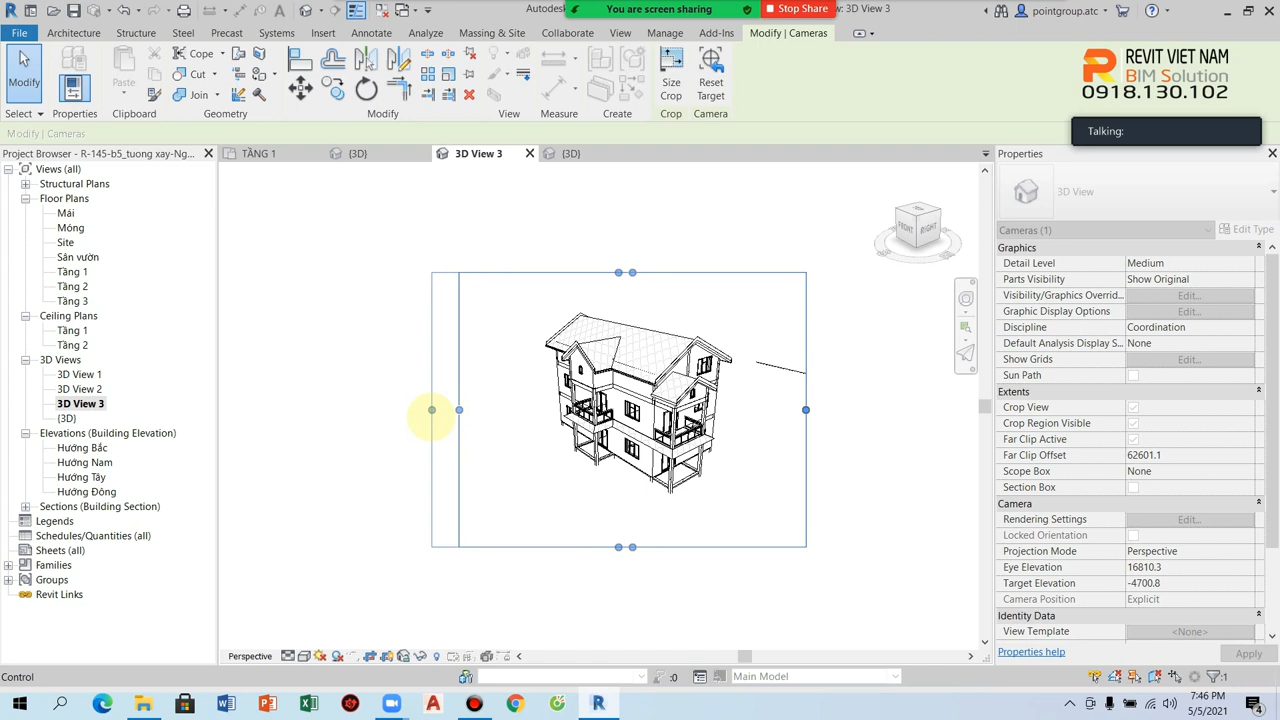 Autodesk
You are screen sharing
Stop Share
w: 3D View 3
pointgroup.atc
File
Architecture
Structure
Steel
Precast
Systems
Insert
Annotate
Analyze
Massing & Site
Collaborate
View
Manage
Add-Ins
Modify | Cameras
Modify
Paste
Cope
Cut
Join
Size
Crop
Reset
Target
Select
Properties
Clipboard
Geometry
Modify
View
Measure
Create
Crop
Camera
REVIT VIET NAM
BIM Solution
0918.130.102
Talking:
Modify | Cameras
Project Browser - R-145-b5_tuong xay-Ng...
TẦNG 1
{3D}
3D View 3
{3D}
Properties
Views (all)
Structural Plans
Floor Plans
Mái
Móng
Site
Sân vườn
Tầng 1
Tầng 2
Tầng 3
Ceiling Plans
Tầng 1
Tầng 2
3D Views
3D View 1
3D View 2
3D View 3
{3D}
Elevations (Building Elevation)
Hướng Bắc
Hướng Nam
Hướng Tây
Hướng Đông
Sections (Building Section)
Legends
Schedules/Quantities (all)
Sheets (all)
Families
Groups
Revit Links
FRONT
RIGHT
3D View
Cameras (1)
Edit Type
Graphics
Detail Level Medium
Parts Visibility Show Original
Visibility/Graphics Overrid... Edit...
Graphic Display Options Edit...
Discipline Coordination
Default Analysis Display S... None
Show Grids Edit...
Sun Path
Extents
Crop View
Crop Region Visible
Far Clip Active
Far Clip Offset 62601.1
Scope Box None
Section Box
Camera
Rendering Settings Edit...
Locked Orientation
Projection Mode Perspective
Eye Elevation 16810.3
Target Elevation -4700.8
Camera Position Explicit
Identity Data
View Template <None>
Properties help
Apply
Perspective
Control
:0
Main Model
:1
7:46 PM
5/5/2021
4